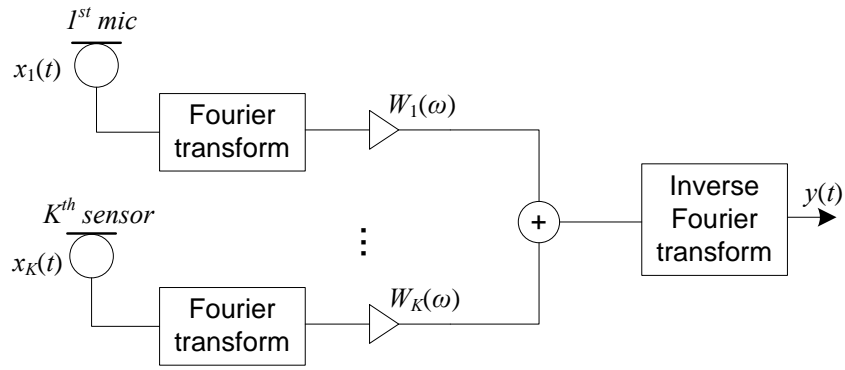 1st mic
x1(t)
Fourier
transform
W1(ω)
Kth sensor
xK(t)
Fourier
transform
...
WK(ω)
+
Inverse
Fourier
transform
y(t)